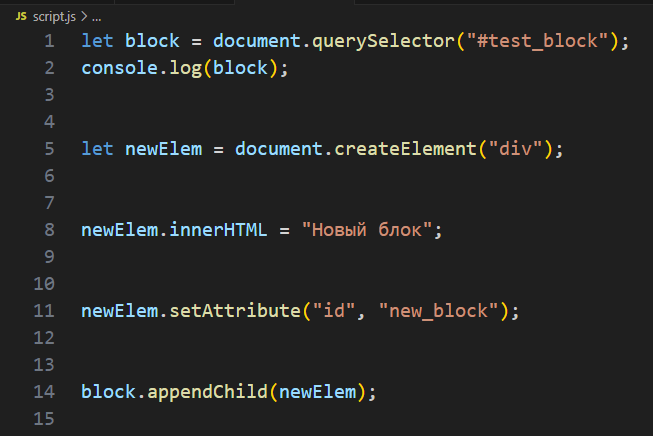 JS script.js > ...
1 let block = document.querySelector("#test_block");
2 console.log(block);
3
4
5 let newElem = document.createElement("div");
6
7
8 newElem.innerHTML = "Новый блок";
9
10
11 newElem.setAttribute("id", "new_block");
12
13
14 block.appendChild(newElem);
15